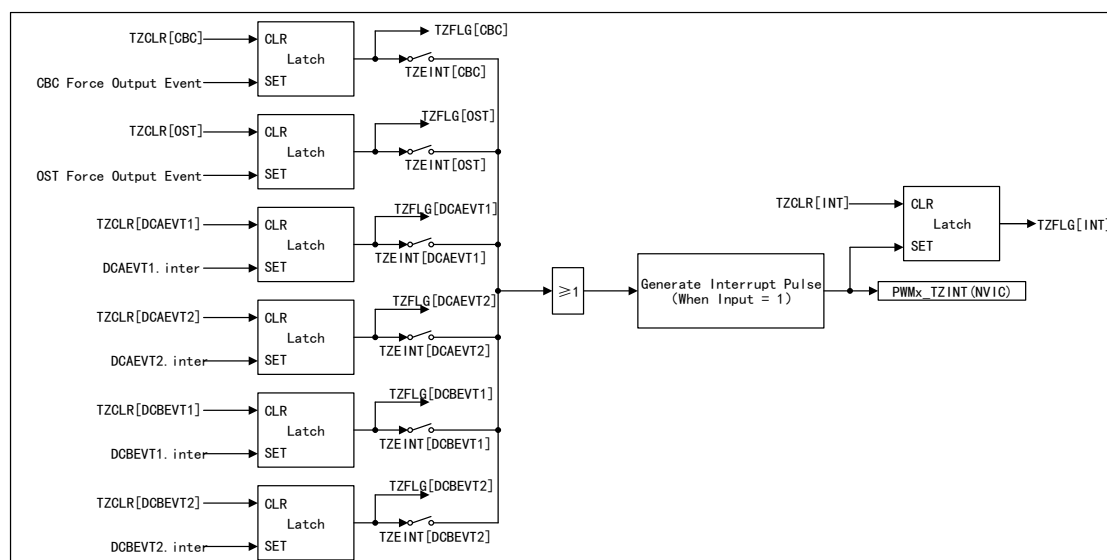 TZCLR[CBC]
CLR
Latch
SET
CBC Force Output Event
TZFLG[CBC]
TZEINT[CBC]
TZCLR[OST]
CLR
Latch
SET
OST Force Output Event
TZFLG[OST]
TZEINT[OST]
TZCLR[DCAEVT1]
CLR
Latch
SET
DCAEVT1.inter
TZFLG[DCAEVT1]
TZEINT[DCAEVT1]
TZCLR[DCAEVT2]
CLR
Latch
SET
DCAEVT2.inter
TZFLG[DCAEVT2]
TZEINT[DCAEVT2]
TZCLR[DCBEVT1]
CLR
Latch
SET
DCBEVT1.inter
TZFLG[DCBEVT1]
TZEINT[DCBEVT1]
TZCLR[DCBEVT2]
CLR
Latch
SET
DCBEVT2.inter
TZFLG[DCBEVT2]
TZEINT[DCBEVT2]
≥1
Generate Interrupt Pulse
(When Input = 1)
TZCLR[INT]
CLR
Latch
SET
TZFLG[INT]
PWMx_TZINT(NVIC)